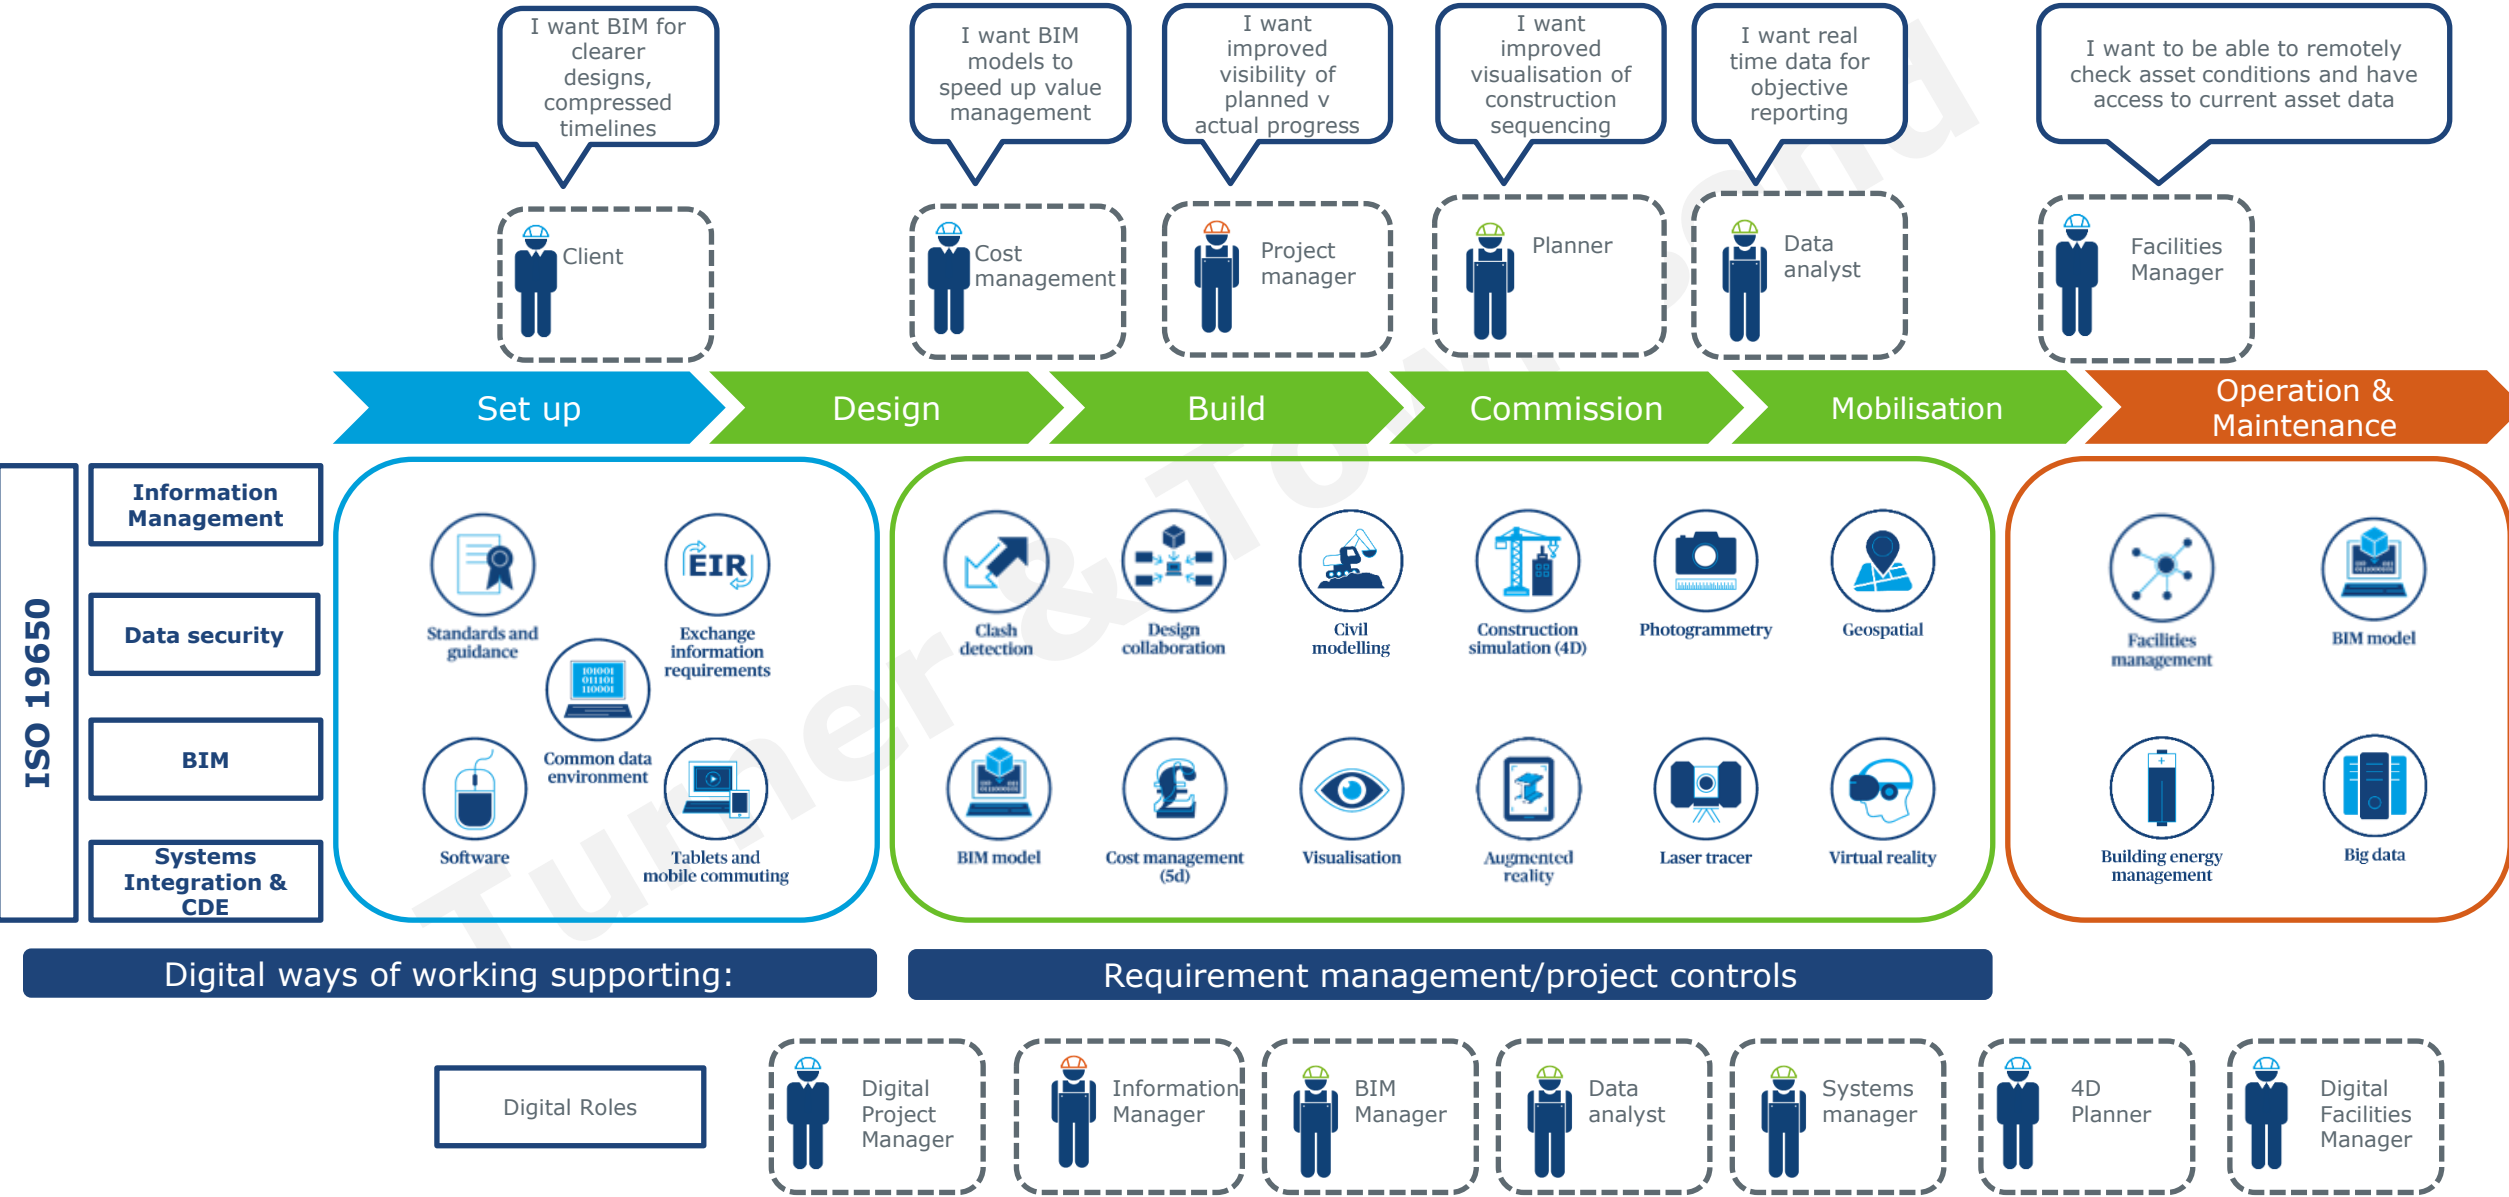 I want BIM for
clearer
designs,
compressed
timelines
I want BIM
models to
speed up value
management
I want
improved
visibility of
planned v
actual progress
I want
improved
visualisation of
construction
sequencing
I want real
time data for
objective
reporting
I want to be able to remotely
check asset conditions and have
access to current asset data
Client
Cost
management
Project
manager
Planner
Data
analyst
Facilities
Manager
Set up
Design
Build
Commission
Mobilisation
Operation &
Maintenance
ISO 19650
Information
Management
Data security
BIM
Systems
Integration &
CDE
EIR
Standards and
guidance
Exchange
information
requirements
101001
011101
110001
Common data
environment
Software
Tablets and
mobile commuting
Clash
detection
Design
collaboration
Civil
modelling
Construction
simulation (4D)
Photogrammetry
Geospatial
BIM model
Cost management
(5d)
£
Visualisation
Augmented
reality
Laser tracer
Virtual reality
Facilities
management
BIM model
Building energy
management
Big data
Digital ways of working supporting:
Requirement management/project controls
Digital Roles
Digital
Project
Manager
Information
Manager
BIM
Manager
Data
analyst
Systems
manager
4D
Planner
Digital
Facilities
Manager